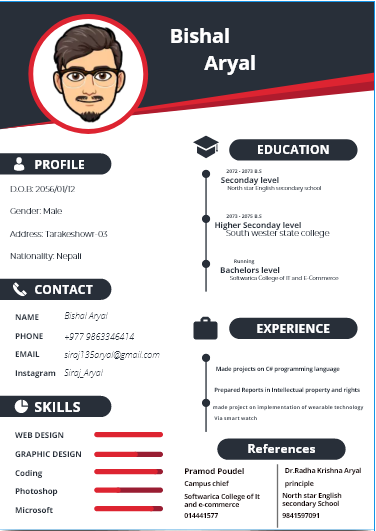 Bishal
Aryal
PROFILE
D.O.B: 2056/01/12
Gender: Male
Address: Tarakeshowr-03
Nationality: Nepali
CONTACT
NAME Bishal Aryal
PHONE +977 9863346414
EMAIL siraj135aryal@gmail.com
Instagram Siraj_Aryal
SKILLS
WEB DESIGN
GRAPHIC DESIGN
Coding
Photoshop
Microsoft
EDUCATION
2072 - 2073 B.S
Seconday level
North star English secondary school
2073 - 2075 B.S
Higher Seconday level
South wester state college
Running
Bachelors level
Softwarica College of IT and E-Commerce
EXPERIENCE
Made projects on C# programming language
Prepared Reports in Intellectual property and rights
made project on implementation of wearable technology
Via smart watch
References
Pramod Poudel
Campus chief
Softwarica College of It
and e-Commerce
014441577
Dr.Radha Krishna Aryal
principle
North star English
secondary School
9841597091